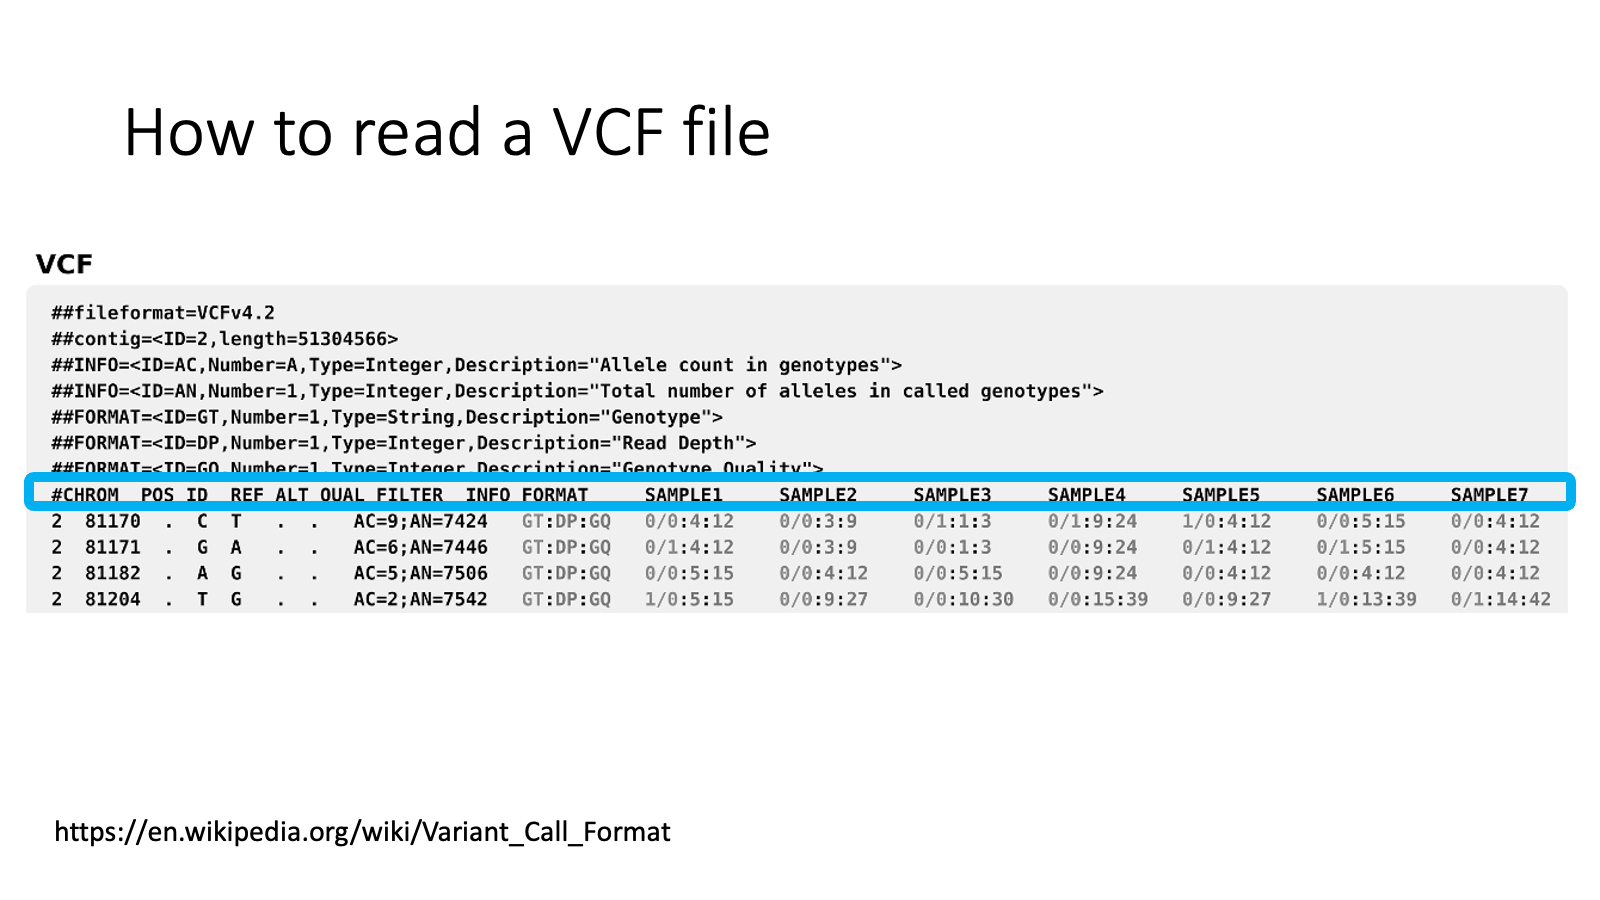 How to read a VCF file
VCF
##fileformat=VCFv4.2
##contig=<ID=2,length=51304566>
##INFO=<ID=AC,Number=A,Type=Integer,Description="Allele count in genotypes">
##INFO=<ID=AN,Number=1,Type=Integer,Description="Total number of alleles in called genotypes">
##FORMAT=<ID=GT,Number=1,Type=String,Description="Genotype">
##FORMAT=<ID=DP,Number=1,Type=Integer,Description="Read Depth">
##FORMAT=<ID=GQ,Number=1,Type=Integer,Description="Genotype Quality">
#CHROM POS ID REF ALT QUAL FILTER INFO FORMAT SAMPLE1 SAMPLE2 SAMPLE3 SAMPLE4 SAMPLE5 SAMPLE6 SAMPLE7
2 81170 . C T . . AC=9;AN=7424 GT:DP:GQ 0/0:4:12 0/0:3:9 0/1:1:3 0/1:9:24 1/0:4:12 0/0:5:15 0/0:4:12
2 81171 . G A . . AC=6;AN=7446 GT:DP:GQ 0/1:4:12 0/0:3:9 0/0:1:3 0/0:9:24 0/1:4:12 0/1:5:15 0/0:4:12
2 81182 . A G . . AC=5;AN=7506 GT:DP:GQ 0/0:5:15 0/0:4:12 0/0:5:15 0/0:9:24 0/0:4:12 0/0:4:12 0/0:4:12
2 81204 . T G . . AC=2;AN=7542 GT:DP:GQ 1/0:5:15 0/0:9:27 0/0:10:30 0/0:15:39 0/0:9:27 1/0:13:39 0/1:14:42
https://en.wikipedia.org/wiki/Variant_Call_Format